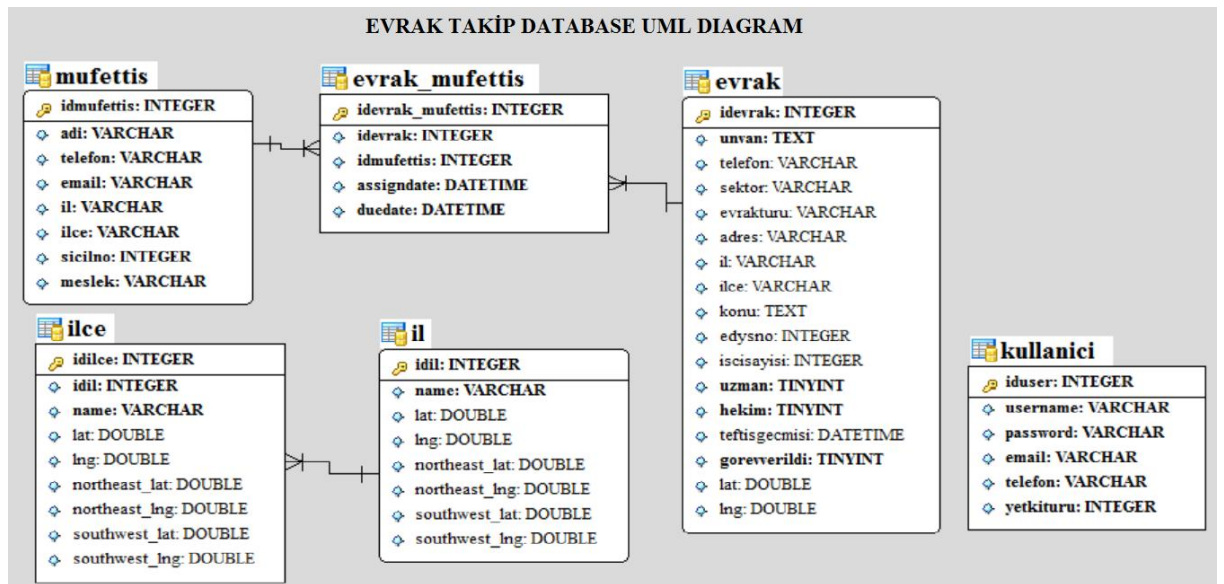 EVRAK TAKİP DATABASE UML DIAGRAM
mufettis
idmufettis: INTEGER
adi: VARCHAR
telefon: VARCHAR
email: VARCHAR
il: VARCHAR
ilce: VARCHAR
sicilno: INTEGER
meslek: VARCHAR
evrak_mufettis
idevrak_mufettis: INTEGER
idevrak: INTEGER
idmufettis: INTEGER
assigndate: DATETIME
duedate: DATETIME
evrak
idevrak: INTEGER
unvan: TEXT
telefon: VARCHAR
sektor: VARCHAR
evrakturu: VARCHAR
adres: VARCHAR
il: VARCHAR
ilce: VARCHAR
konu: TEXT
edysno: INTEGER
iscisayisi: INTEGER
uzman: TINYINT
hekim: TINYINT
teftisgecmisi: DATETIME
gorevverildi: TINYINT
lat: DOUBLE
lng: DOUBLE
ilce
idilce: INTEGER
idil: INTEGER
name: VARCHAR
lat: DOUBLE
lng: DOUBLE
northeast_lat: DOUBLE
northeast_lng: DOUBLE
southwest_lat: DOUBLE
southwest_lng: DOUBLE
il
idil: INTEGER
name: VARCHAR
lat: DOUBLE
lng: DOUBLE
northeast_lat: DOUBLE
northeast_lng: DOUBLE
southwest_lat: DOUBLE
southwest_lng: DOUBLE
kullanici
iduser: INTEGER
username: VARCHAR
password: VARCHAR
email: VARCHAR
telefon: VARCHAR
yetkituru: INTEGER